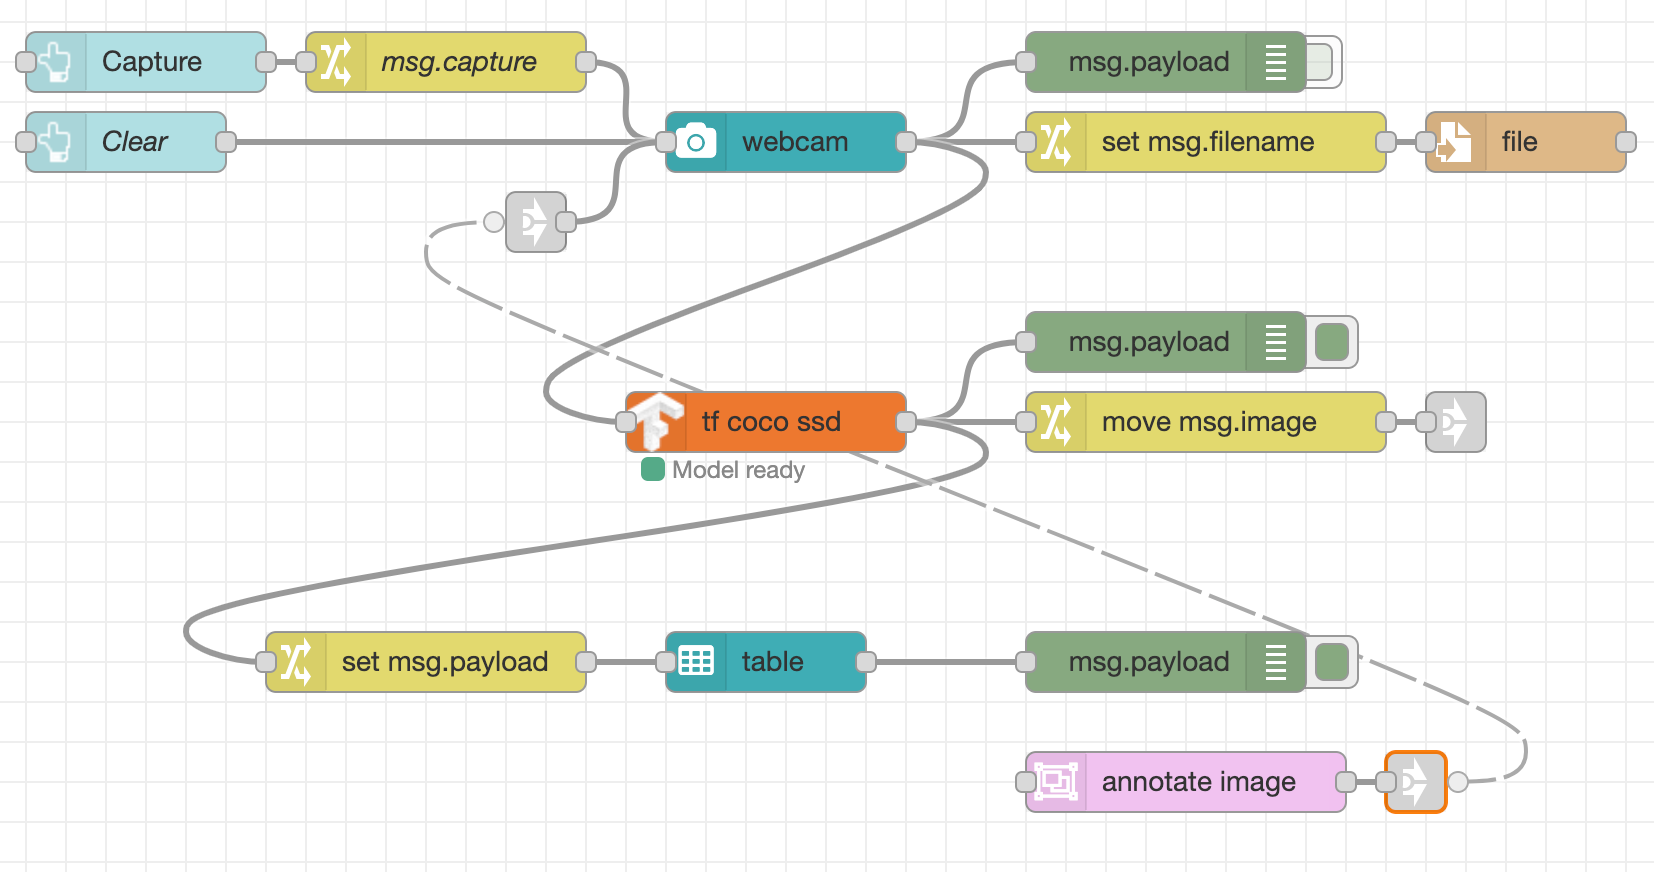 Capture
msg.capture
msg.payload
Clear
webcam
set msg.filename
file
msg.payload
tf coco ssd
move msg.image
Model ready
set msg.payload
table
msg.payload
annotate image